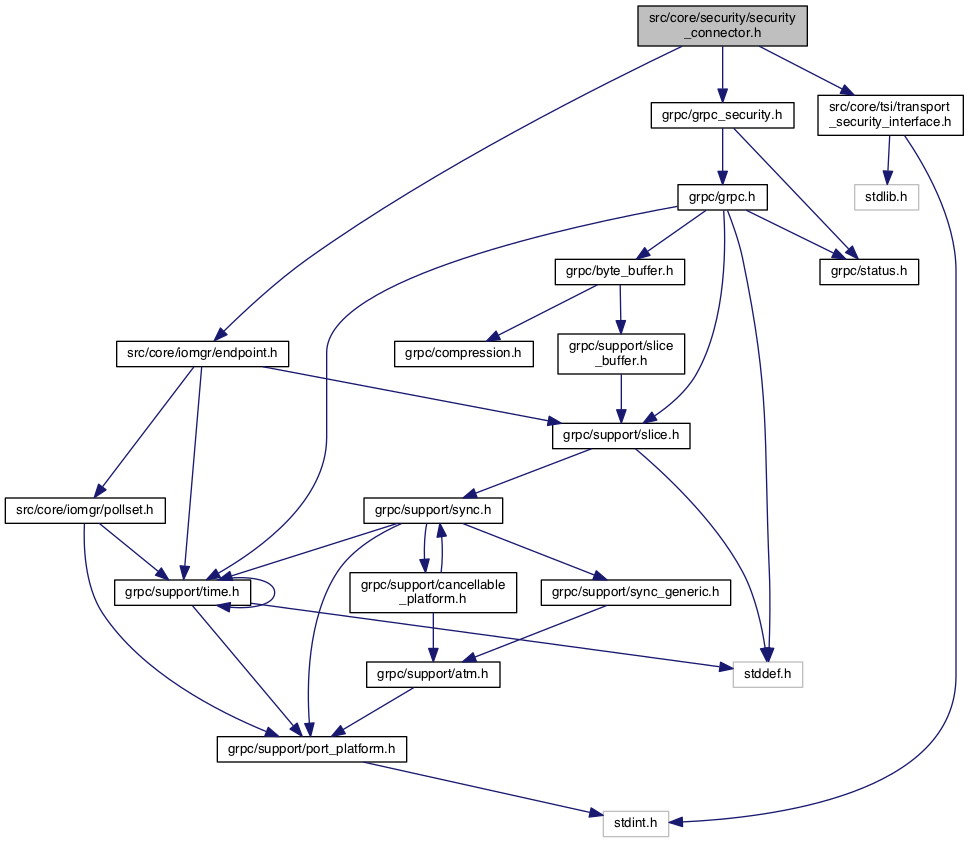 src/core/security/security
_connector.h
src/core/tsi/transport
_security_interface.h
grpc/grpc_security.h
grpc/grpc.h
stdlib.h
grpc/byte_buffer.h
grpc/status.h
src/core/iomgr/endpoint.h
grpc/compression.h
grpc/support/slice
_buffer.h
grpc/support/slice.h
src/core/iomgr/pollset.h
grpc/support/sync.h
grpc/support/time.h
grpc/support/cancellable
_platform.h
grpc/support/sync_generic.h
grpc/support/atm.h
stddef.h
grpc/support/port_platform.h
stdint.h